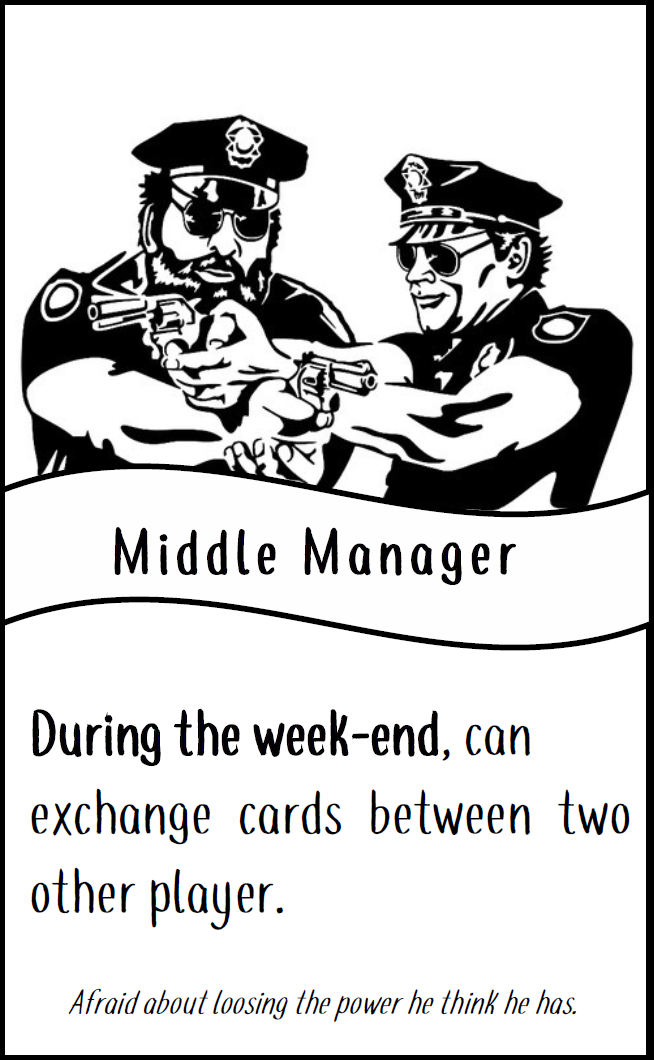 Middle Manager
During the week-end, can
exchange cards between two
other player.
Afraid about loosing the power he think he has.